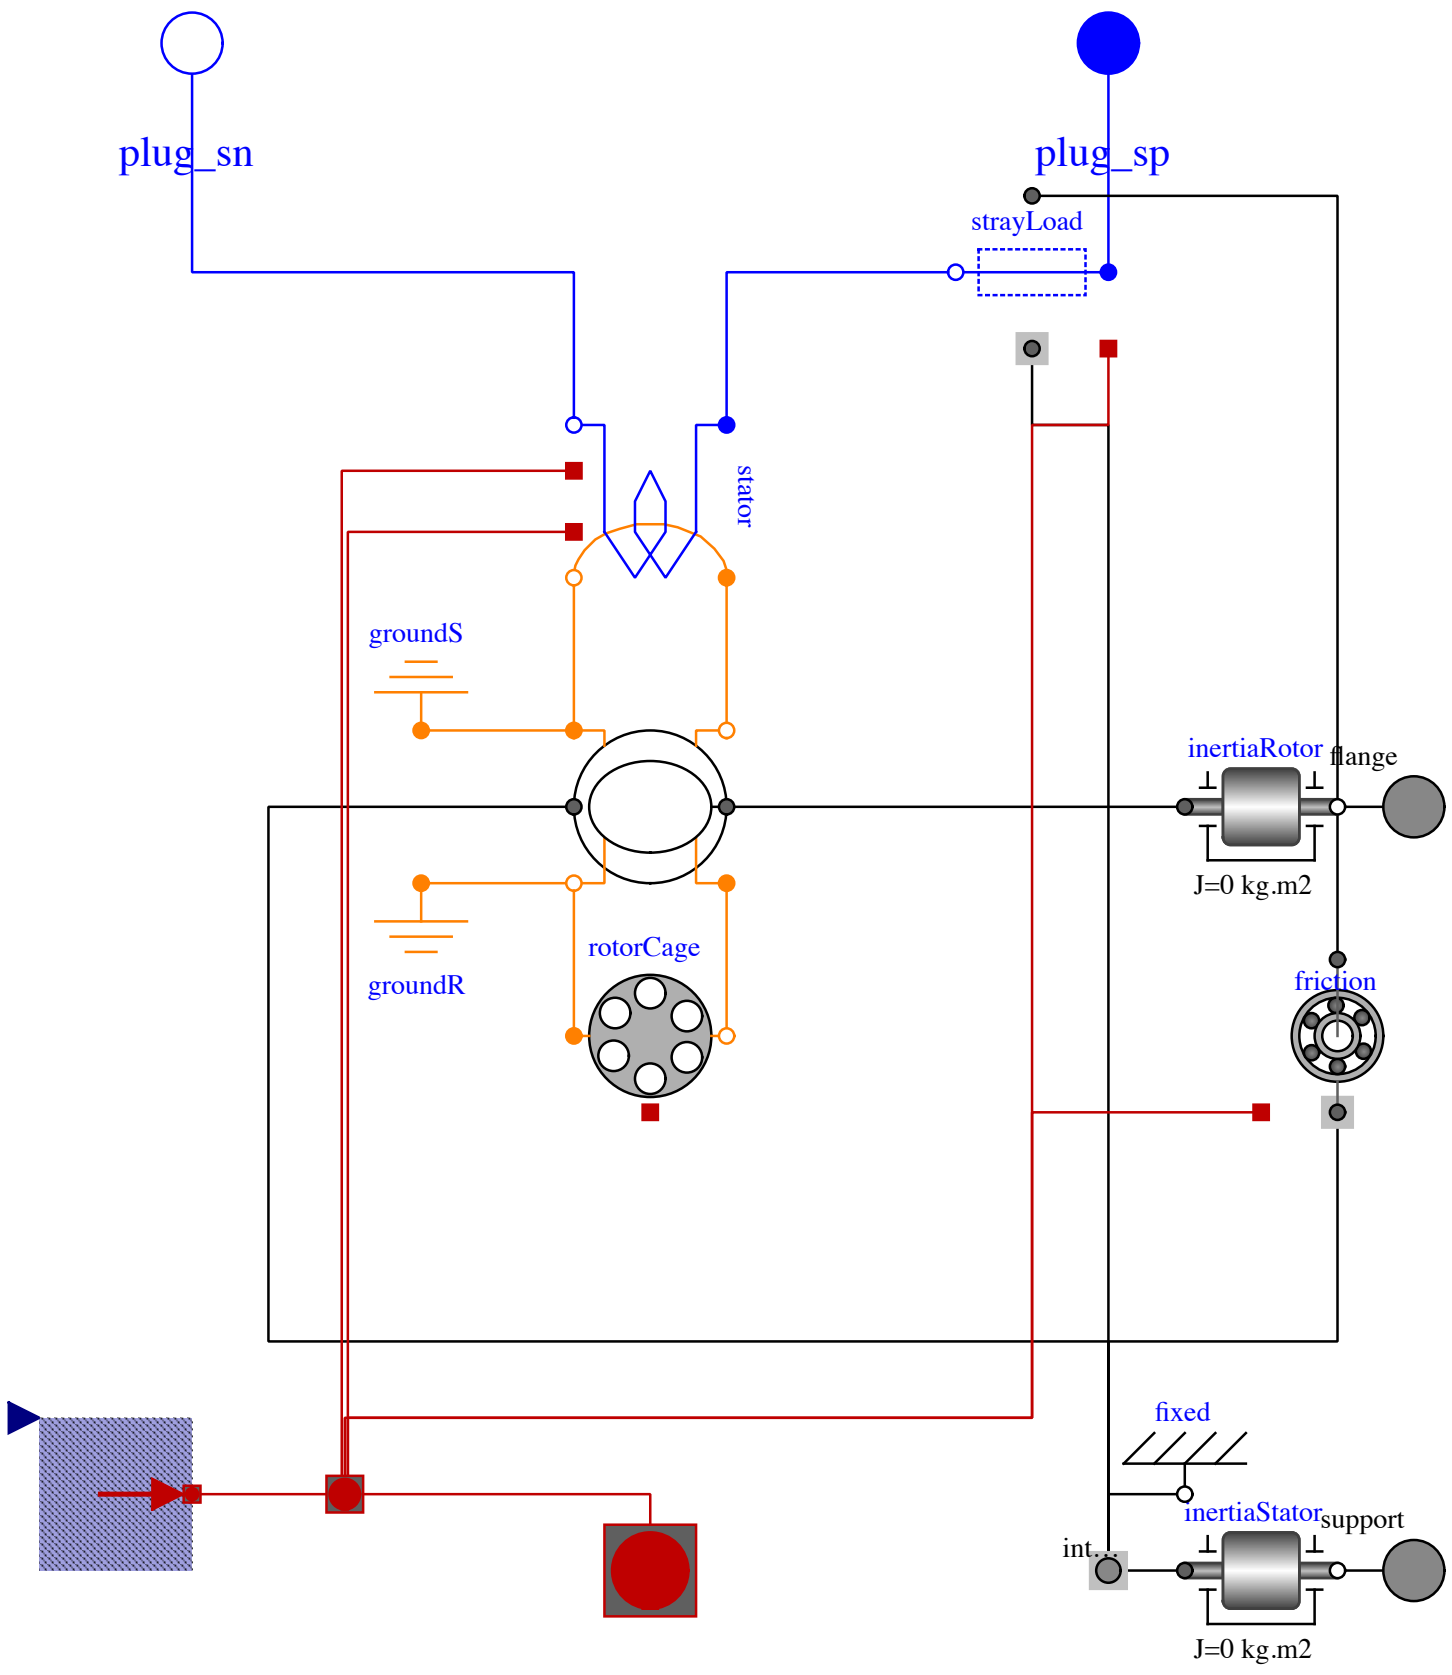 plug_sn
plug_sp
strayLoad
stator
groundS
inertiaRotor
flange
J=0 kg.m2
rotorCage
friction
groundR
fixed
inertiaStator
support
int...
J=0 kg.m2